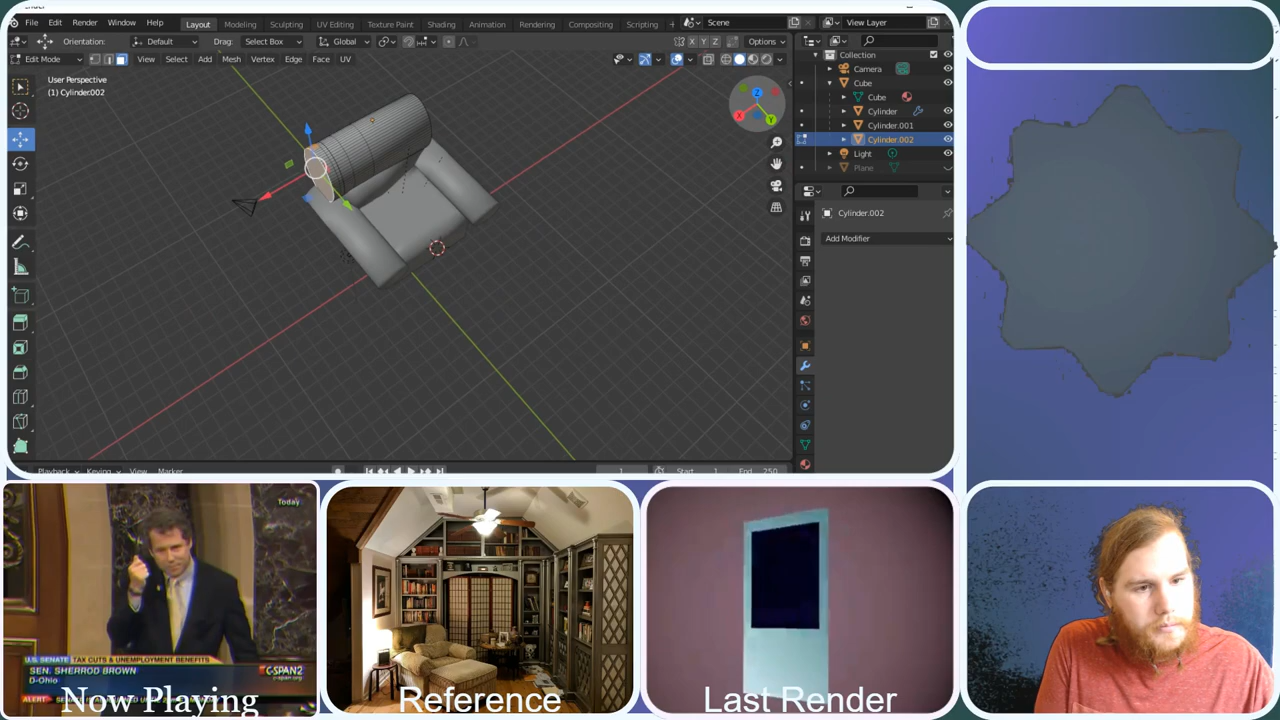 File Edit Render Window Help Layout Modeling Sculpting UV Editing Texture Paint Shading Animation Rendering Compositing Scripting + Scene View Layer
Orientation: Default Drag: Select Box Global X Y Z Options
Edit Mode View Select Add Mesh Vertex Edge Face UV
User Perspective
(1) Cylinder.002
Z
X
Y
Collection
Camera
Cube
Cube
Cylinder
Cylinder.001
Cylinder.002
Light
Plane
Cylinder.002
Add Modifier
Playback Keying View Marker 1 Start 1 End 250
Today
U.S. SENATE TAX CUTS & UNEMPLOYMENT BENEFITS
SEN. SHERROD BROWN
D-Ohio
C-SPAN2
c-span.org
ALERT
Now Playing
Reference
Last Render